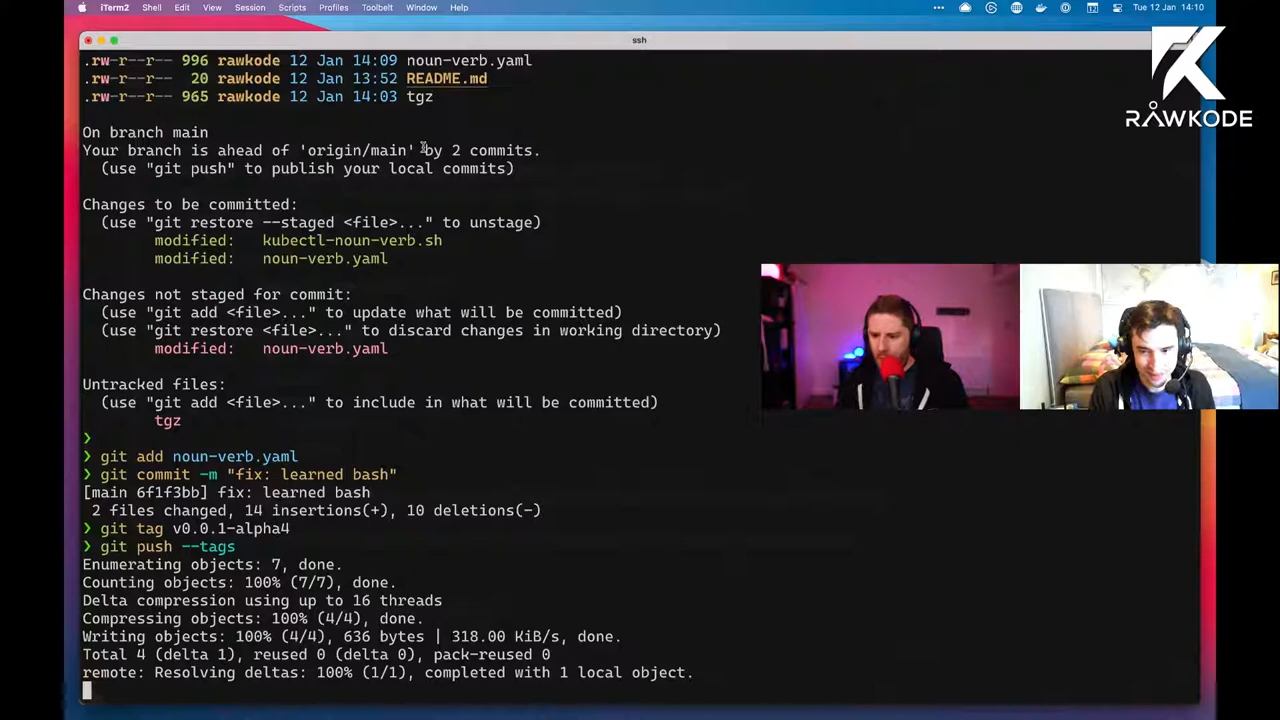 iTerm2 Shell Edit View Session Scripts Profiles Toolbelt Window Help
Tue 12 Jan 14:10
ssh
.rw-r--r-- 996 rawkode 12 Jan 14:09 noun-verb.yaml
.rw-r--r-- 20 rawkode 12 Jan 13:52 README.md
.rw-r--r-- 965 rawkode 12 Jan 14:03 tgz
RAWKODE
On branch main
Your branch is ahead of 'origin/main' by 2 commits.
(use "git push" to publish your local commits)
Changes to be committed:
(use "git restore --staged <file>..." to unstage)
modified: kubectl-noun-verb.sh
modified: noun-verb.yaml
Changes not staged for commit:
(use "git add <file>..." to update what will be committed)
(use "git restore <file>..." to discard changes in working directory)
modified: noun-verb.yaml
Untracked files:
(use "git add <file>..." to include in what will be committed)
tgz
❯
❯ git add noun-verb.yaml
❯ git commit -m "fix: learned bash"
[main 6f1f3bb] fix: learned bash
2 files changed, 14 insertions(+), 10 deletions(-)
❯ git tag v0.0.1-alpha4
❯ git push --tags
Enumerating objects: 7, done.
Counting objects: 100% (7/7), done.
Delta compression using up to 16 threads
Compressing objects: 100% (4/4), done.
Writing objects: 100% (4/4), 636 bytes | 318.00 KiB/s, done.
Total 4 (delta 1), reused 0 (delta 0), pack-reused 0
remote: Resolving deltas: 100% (1/1), completed with 1 local object.